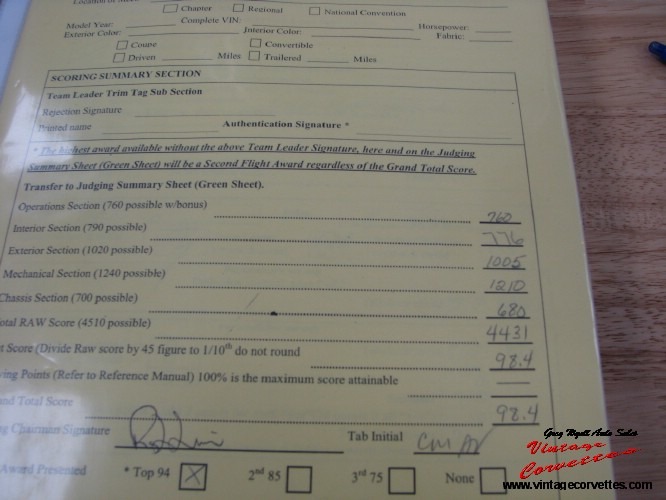 Location of Meet
Chapter Regional National Convention
Model Year: Complete VIN: Horsepower:
Exterior Color: Interior Color: Fabric:
Coupe Convertible
Driven Miles Trailered Miles
SCORING SUMMARY SECTION
Team Leader Trim Tag Sub Section
Rejection Signature
Printed name Authentication Signature *
* The highest award available without the above Team Leader Signature, here and on the Judging
Summary Sheet (Green Sheet) will be a Second Flight Award regardless of the Grand Total Score.
Transfer to Judging Summary Sheet (Green Sheet).
Operations Section (760 possible w/bonus) 760
Interior Section (790 possible) 776
Exterior Section (1020 possible) 1005
Mechanical Section (1240 possible) 1210
Chassis Section (700 possible) 680
otal RAW Score (4510 possible) 4431
t Score (Divide Raw score by 45 figure to 1/10th do not round 98.4
ving Points (Refer to Reference Manual) 100% is the maximum score attainable —
nd Total Score 98.4
g Chairman Signature Tab Initial
Award Presented * Top 94 X 2nd 85 3rd 75 None
Greg Wyatt Auto Sales
Vintage
Corvettes
www.vintagecorvettes.com